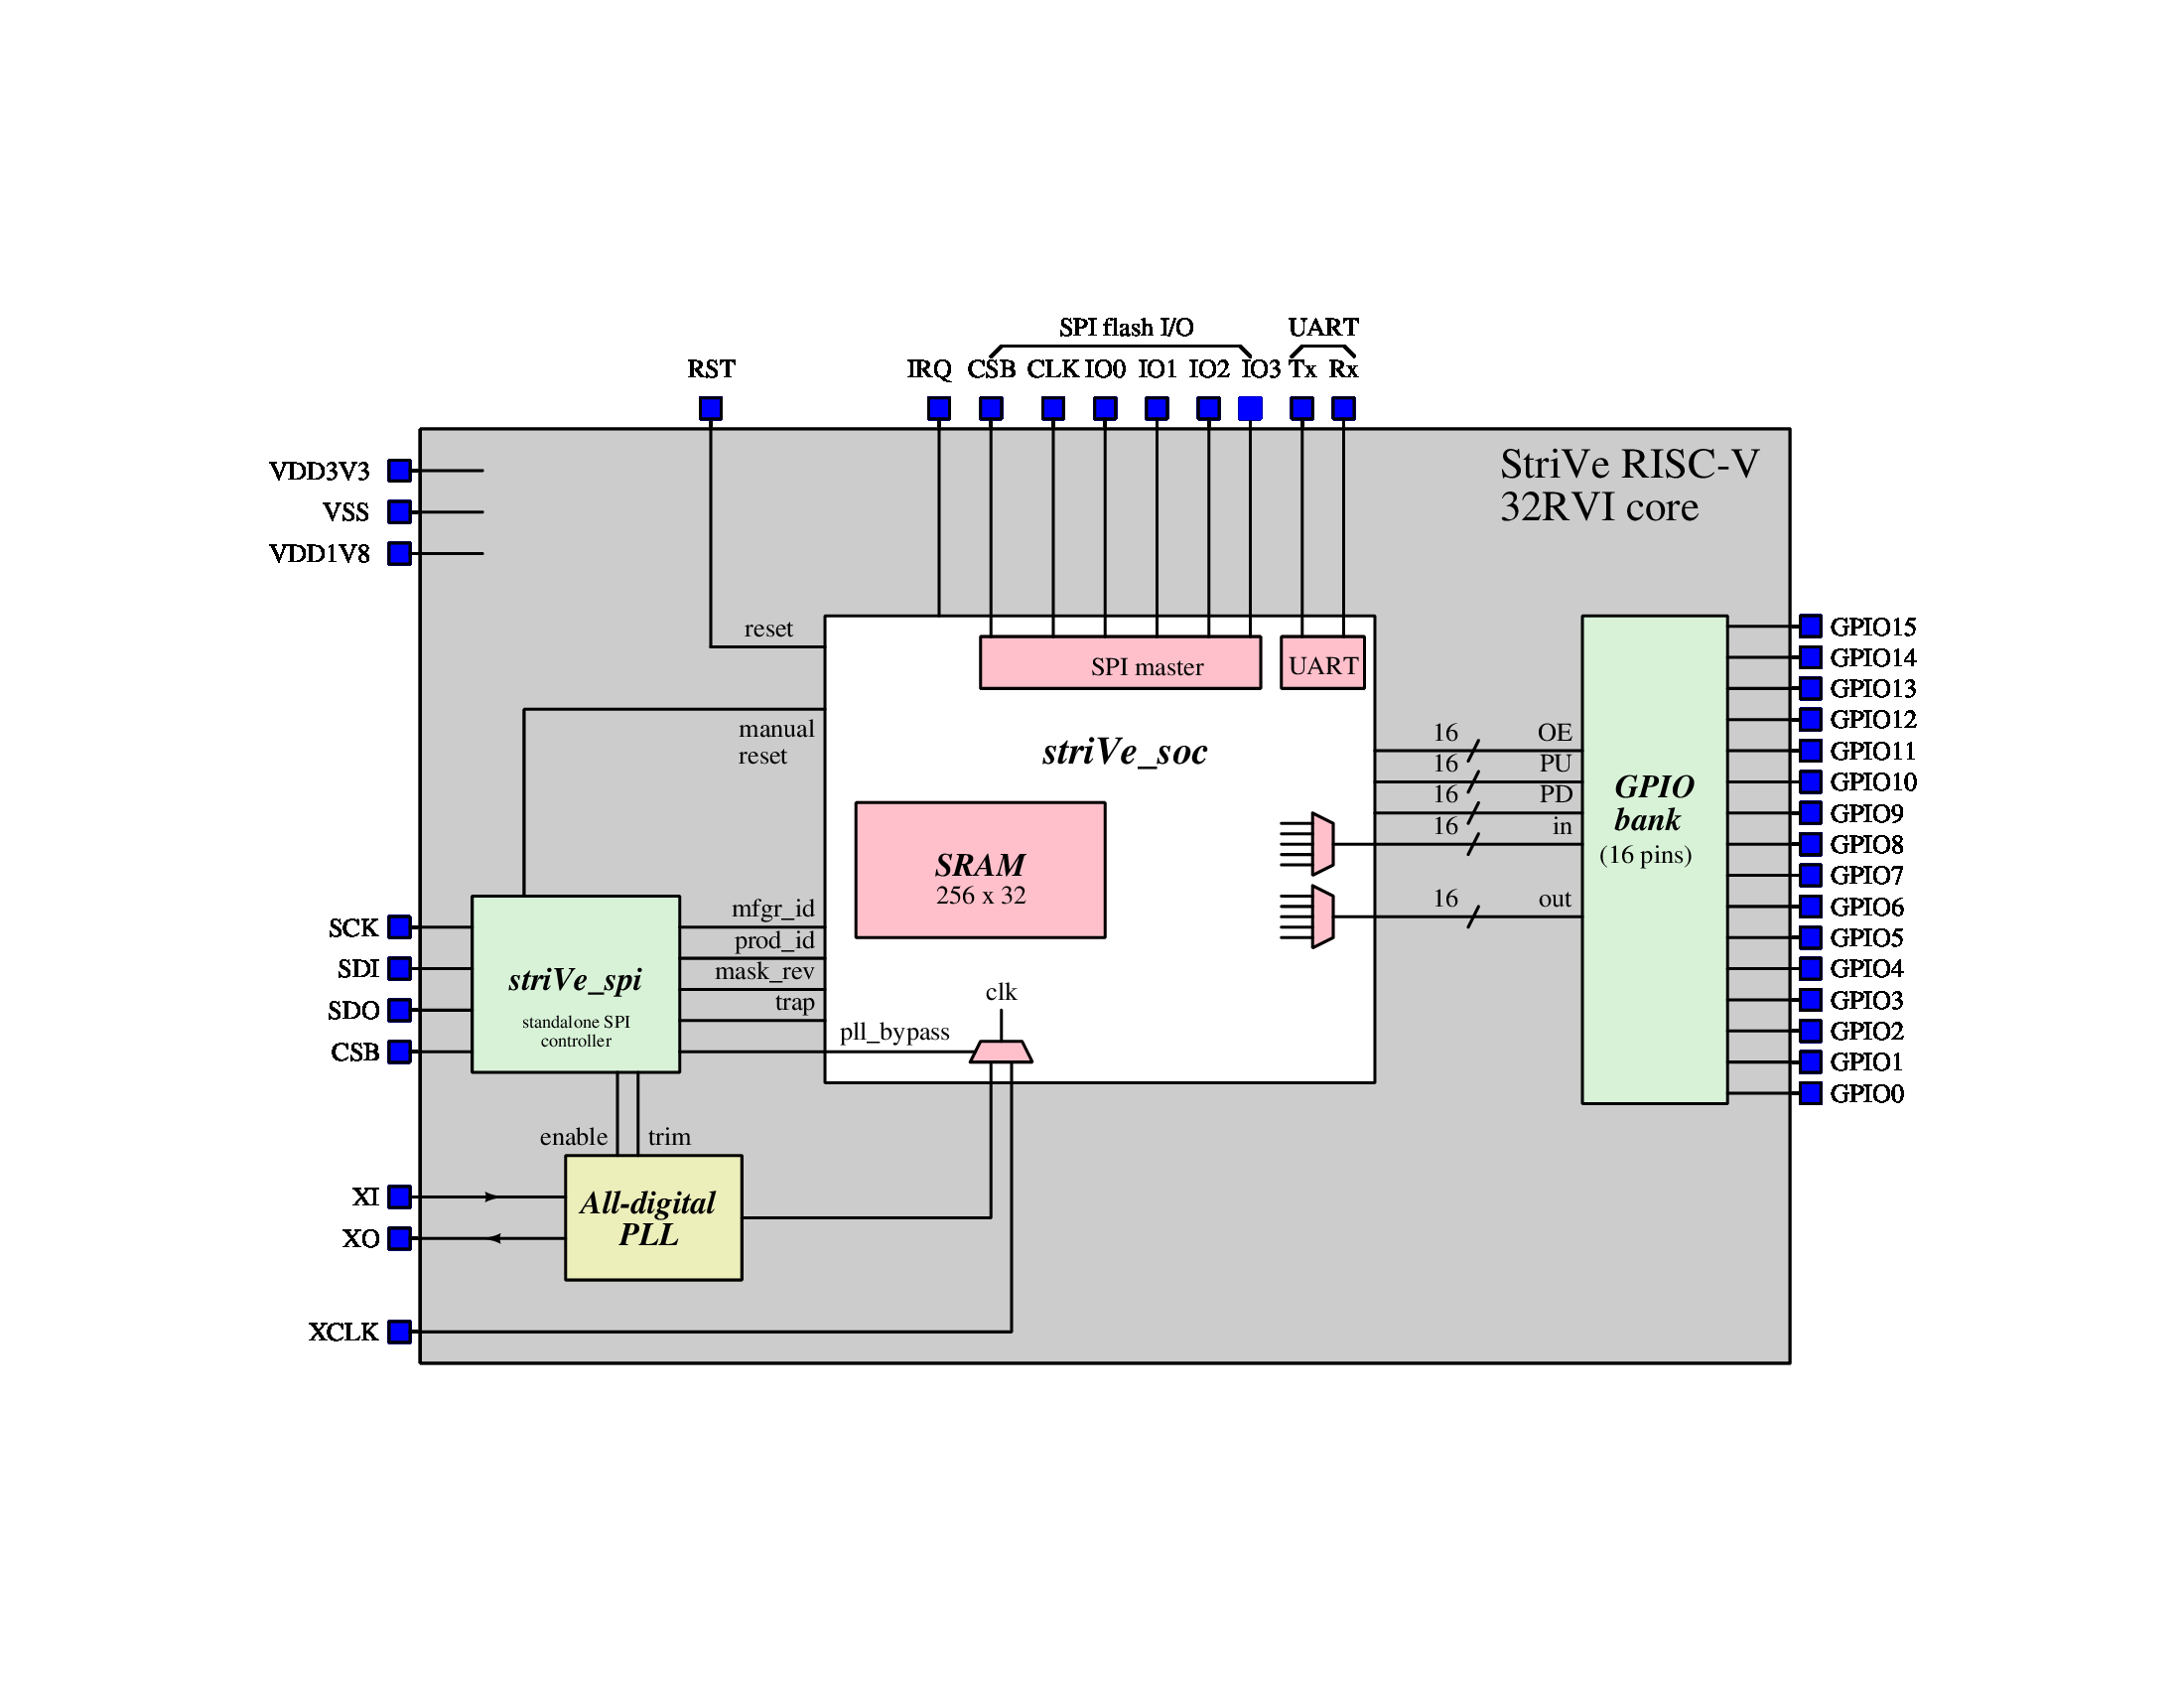 SPI flash I/O
UART
RST
IRQ
CSB
CLK
IO0
IO1
IO2
IO3
Tx
Rx
StriVe RISC-V
32RVI core
VDD3V3
VSS
VDD1V8
reset
manual
reset
SPI master
UART
striVe_soc
SRAM
256 x 32
16
OE
16
PU
16
PD
16
in
16
out
GPIO
bank
(16 pins)
GPIO15
GPIO14
GPIO13
GPIO12
GPIO11
GPIO10
GPIO9
GPIO8
GPIO7
GPIO6
GPIO5
GPIO4
GPIO3
GPIO2
GPIO1
GPIO0
SCK
SDI
SDO
CSB
striVe_spi
standalone SPI
controller
mfgr_id
prod_id
mask_rev
trap
pll_bypass
clk
enable
trim
XI
XO
All-digital
PLL
XCLK